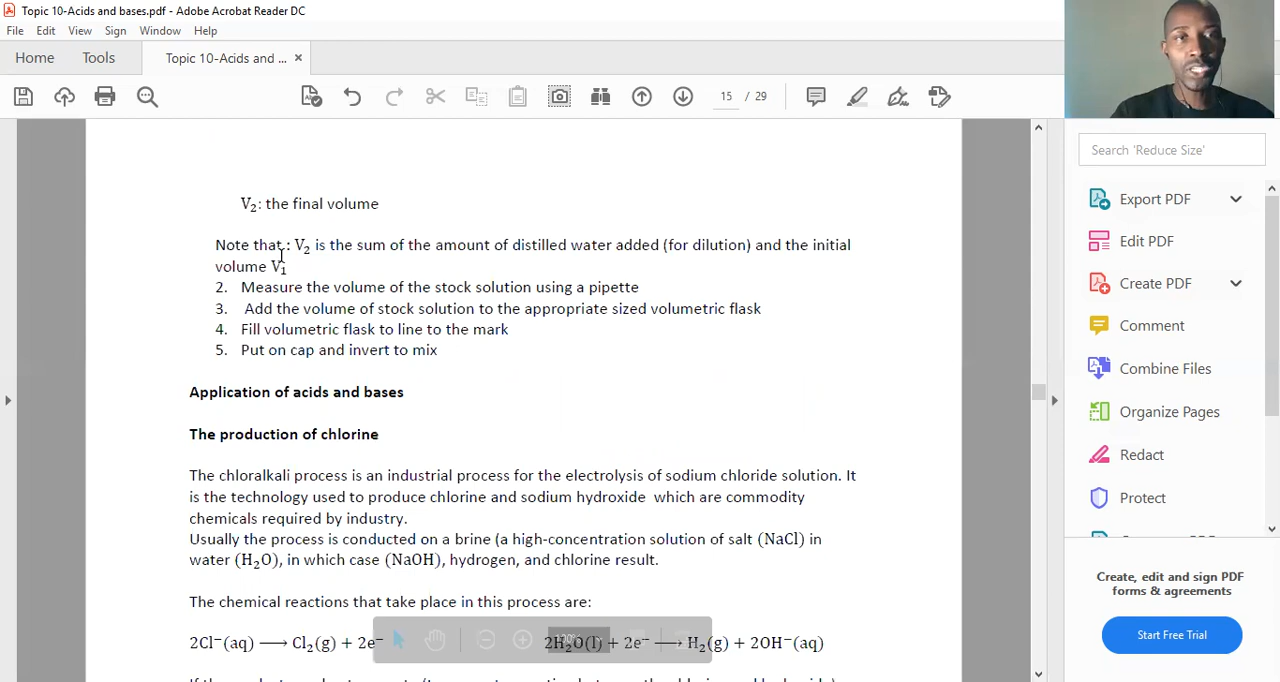 Topic 10-Acids and bases.pdf - Adobe Acrobat Reader DC
File Edit View Sign Window Help
Home Tools Topic 10-Acids and ... ×
15 / 29
Search 'Reduce Size'
Export PDF
Edit PDF
Create PDF
Comment
Combine Files
Organize Pages
Redact
Protect
Create, edit and sign PDF
forms & agreements
Start Free Trial
V₂: the final volume
Note that : V₂ is the sum of the amount of distilled water added (for dilution) and the initial
volume V₁
2. Measure the volume of the stock solution using a pipette
3. Add the volume of stock solution to the appropriate sized volumetric flask
4. Fill volumetric flask to line to the mark
5. Put on cap and invert to mix
Application of acids and bases
The production of chlorine
The chloralkali process is an industrial process for the electrolysis of sodium chloride solution. It
is the technology used to produce chlorine and sodium hydroxide which are commodity
chemicals required by industry.
Usually the process is conducted on a brine (a high-concentration solution of salt (NaCl) in
water (H₂O), in which case (NaOH), hydrogen, and chlorine result.
The chemical reactions that take place in this process are:
2Cl⁻(aq) ⟶ Cl₂(g) + 2e⁻ 2H₂O(l) + 2e⁻ ⟶ H₂(g) + 2OH⁻(aq)